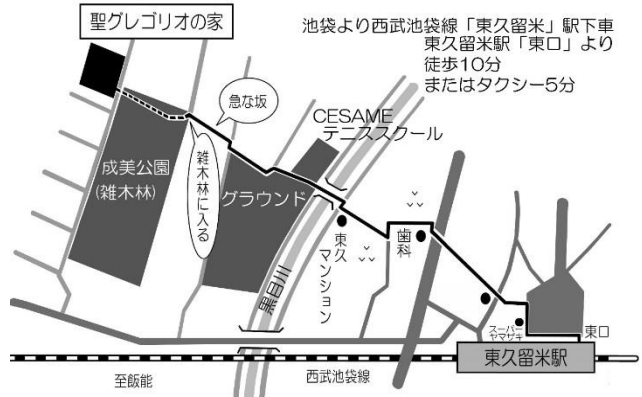 聖グレゴリオの家
池袋より西武池袋線「東久留米」駅下車
東久留米駅「東口」より
徒歩10分
またはタクシー5分
急な坂
CESAME
テニススクール
成美公園
(雑木林)
雑木林に入る
グラウンド
黒目川
東久
マンション
歯科
スーパー
ヤマザキ
東口
東久留米駅
至飯能
西武池袋線